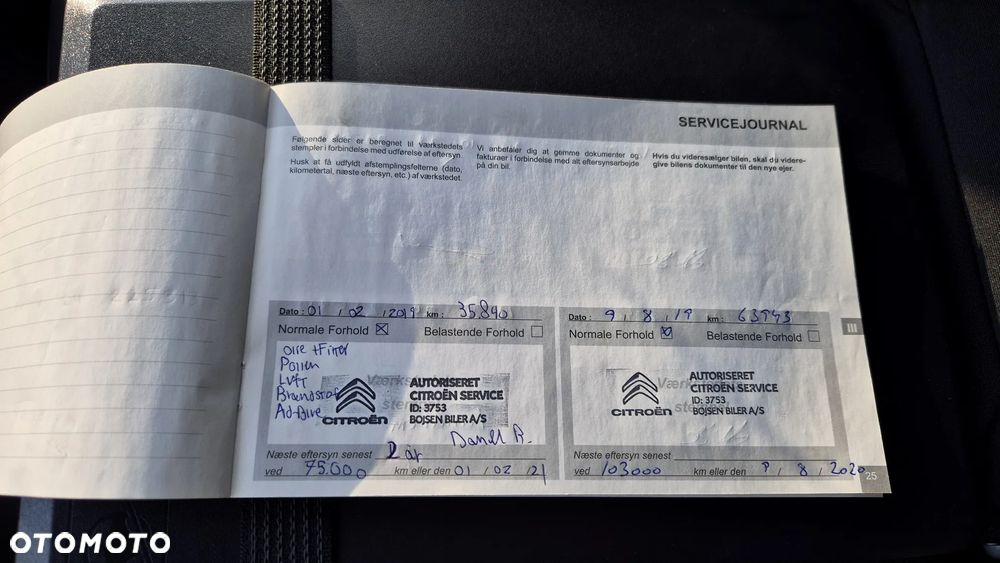 SERVICEJOURNAL
Følgende sider er beregnet til værkstedets
stempler i forbindelse med udførelse af eftersyn.
Husk at få udfyldt afstemplingsfelterne (dato,
kilometertal, næste eftersyn, etc.) af værkstedet.
Vi anbefaler dig at gemme dokumenter og
fakturaer i forbindelse med alt eftersynsarbejde
på din bil.
Hvis du videresælger bilen, skal du videre-
give bilens dokumenter til den nye ejer.
Dato : 01 / 02 / 2019 km : 35.890
Normale Forhold ☒ Belastende Forhold ☐
Olie + Filter
Pollen
Luft
Brændstof
Ad-Blue
CITROËN
AUTORISERET
CITROËN SERVICE
ID: 3753
BOJSEN BILER A/S
Næste eftersyn senest 2 år
ved 75.000 km eller den 01 / 02 / 21
Dato : 9 / 8 / 19 km : 63943
Normale Forhold ☒ Belastende Forhold ☐
CITROËN
AUTORISERET
CITROËN SERVICE
ID: 3753
BOJSEN BILER A/S
Næste eftersyn senest
ved 103000 km eller den 8 / 2020
III
25
OTOMOTO